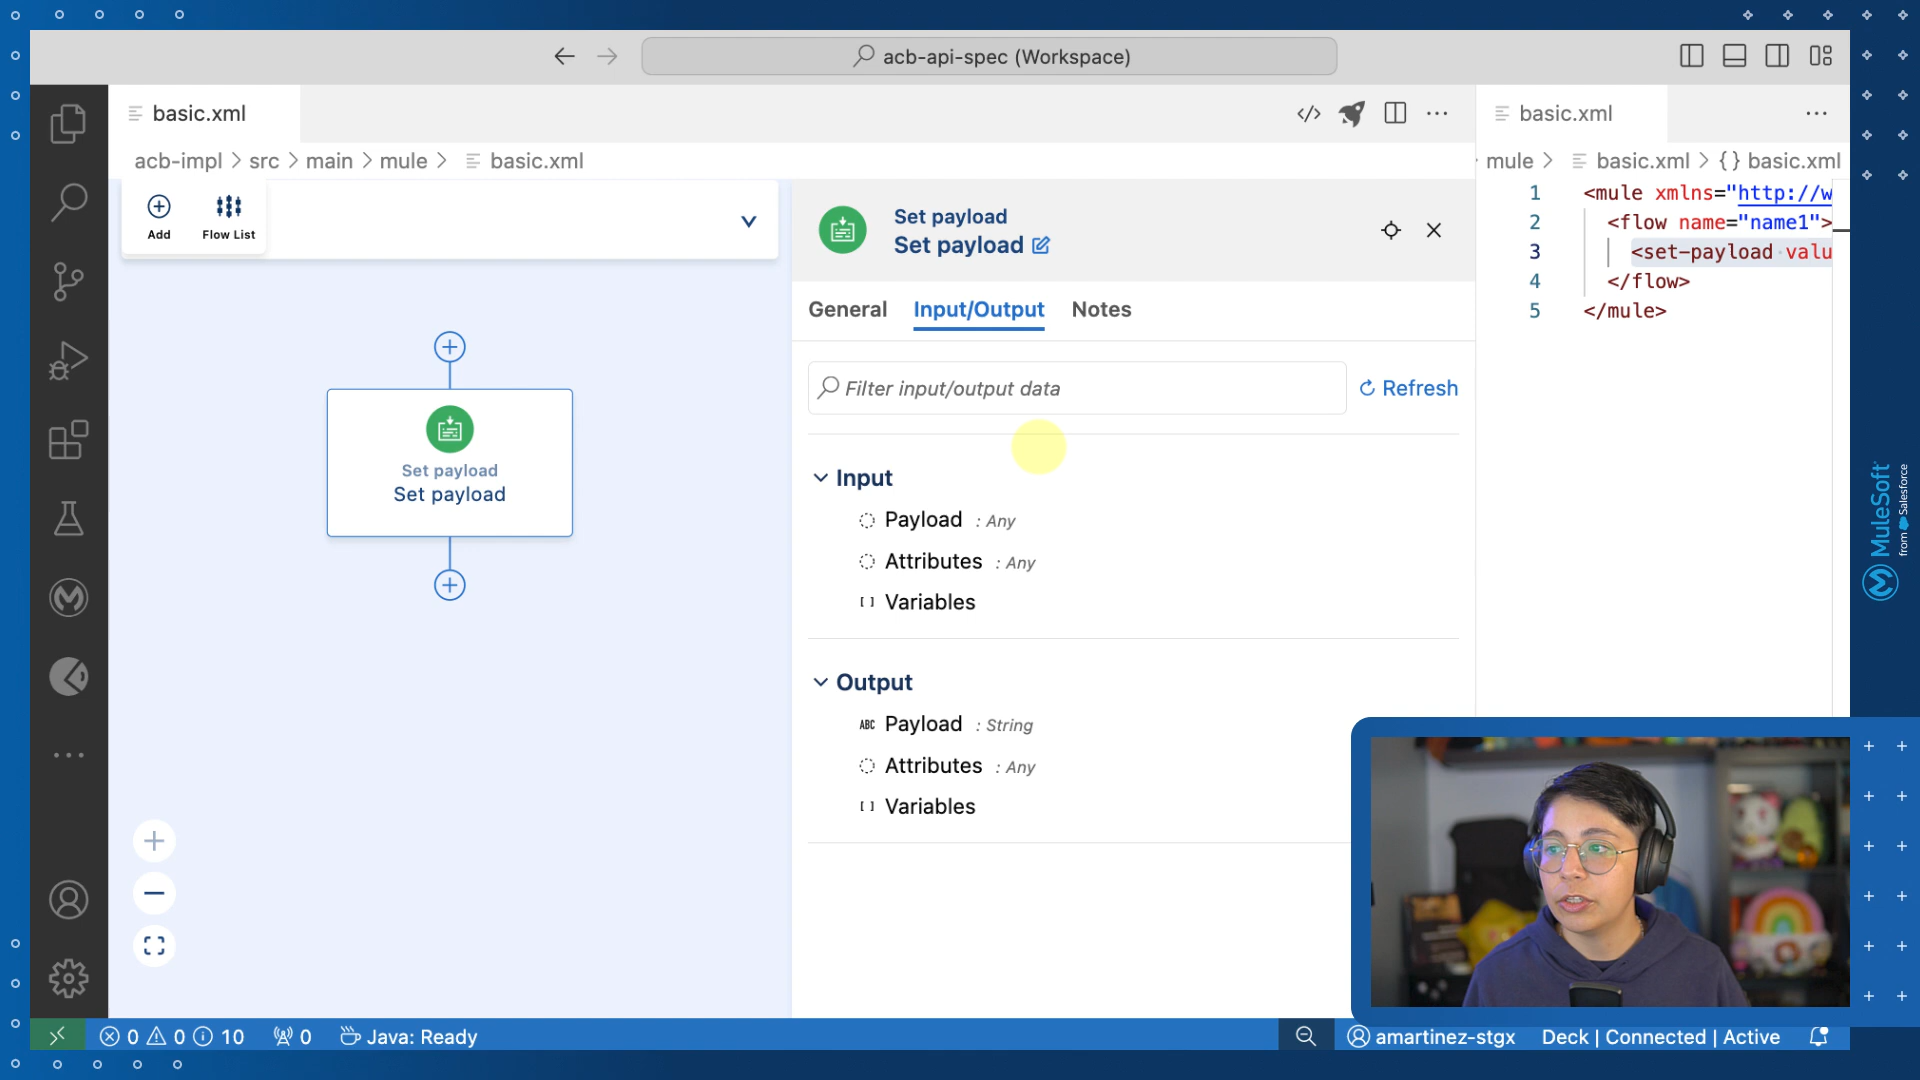 acb-api-spec (Workspace)
basic.xml
acb-impl > src > main > mule > basic.xml
Add
Flow List
Set payload
Set payload
Set payload
Set payload
General
Input/Output
Notes
Filter input/output data
Refresh
Input
Payload : Any
Attributes : Any
[ ] Variables
Output
ABC Payload : String
Attributes : Any
[ ] Variables
basic.xml
mule > basic.xml > {} basic.xml
1 <mule xmlns="http://w
2 <flow name="name1">
3 <set-payload valu
4 </flow>
5 </mule>
MuleSoft
from Salesforce
0 0 10 0 Java: Ready
amartinez-stgx Deck | Connected | Active